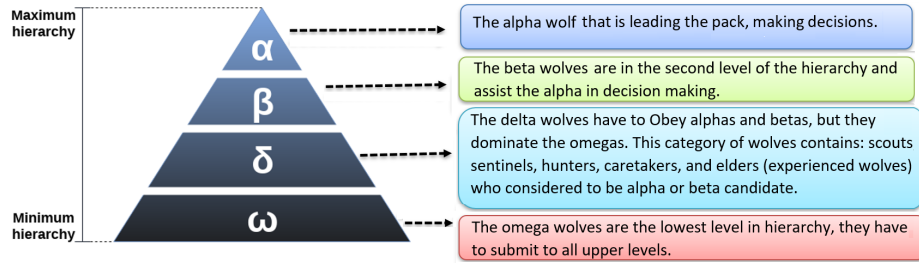 Maximum
hierarchy
α
The alpha wolf that is leading the pack, making decisions.
β
The beta wolves are in the second level of the hierarchy and
assist the alpha in decision making.
δ
The delta wolves have to Obey alphas and betas, but they
dominate the omegas. This category of wolves contains: scouts
sentinels, hunters, caretakers, and elders (experienced wolves)
who considered to be alpha or beta candidate.
Minimum
hierarchy
ω
The omega wolves are the lowest level in hierarchy, they have
to submit to all upper levels.